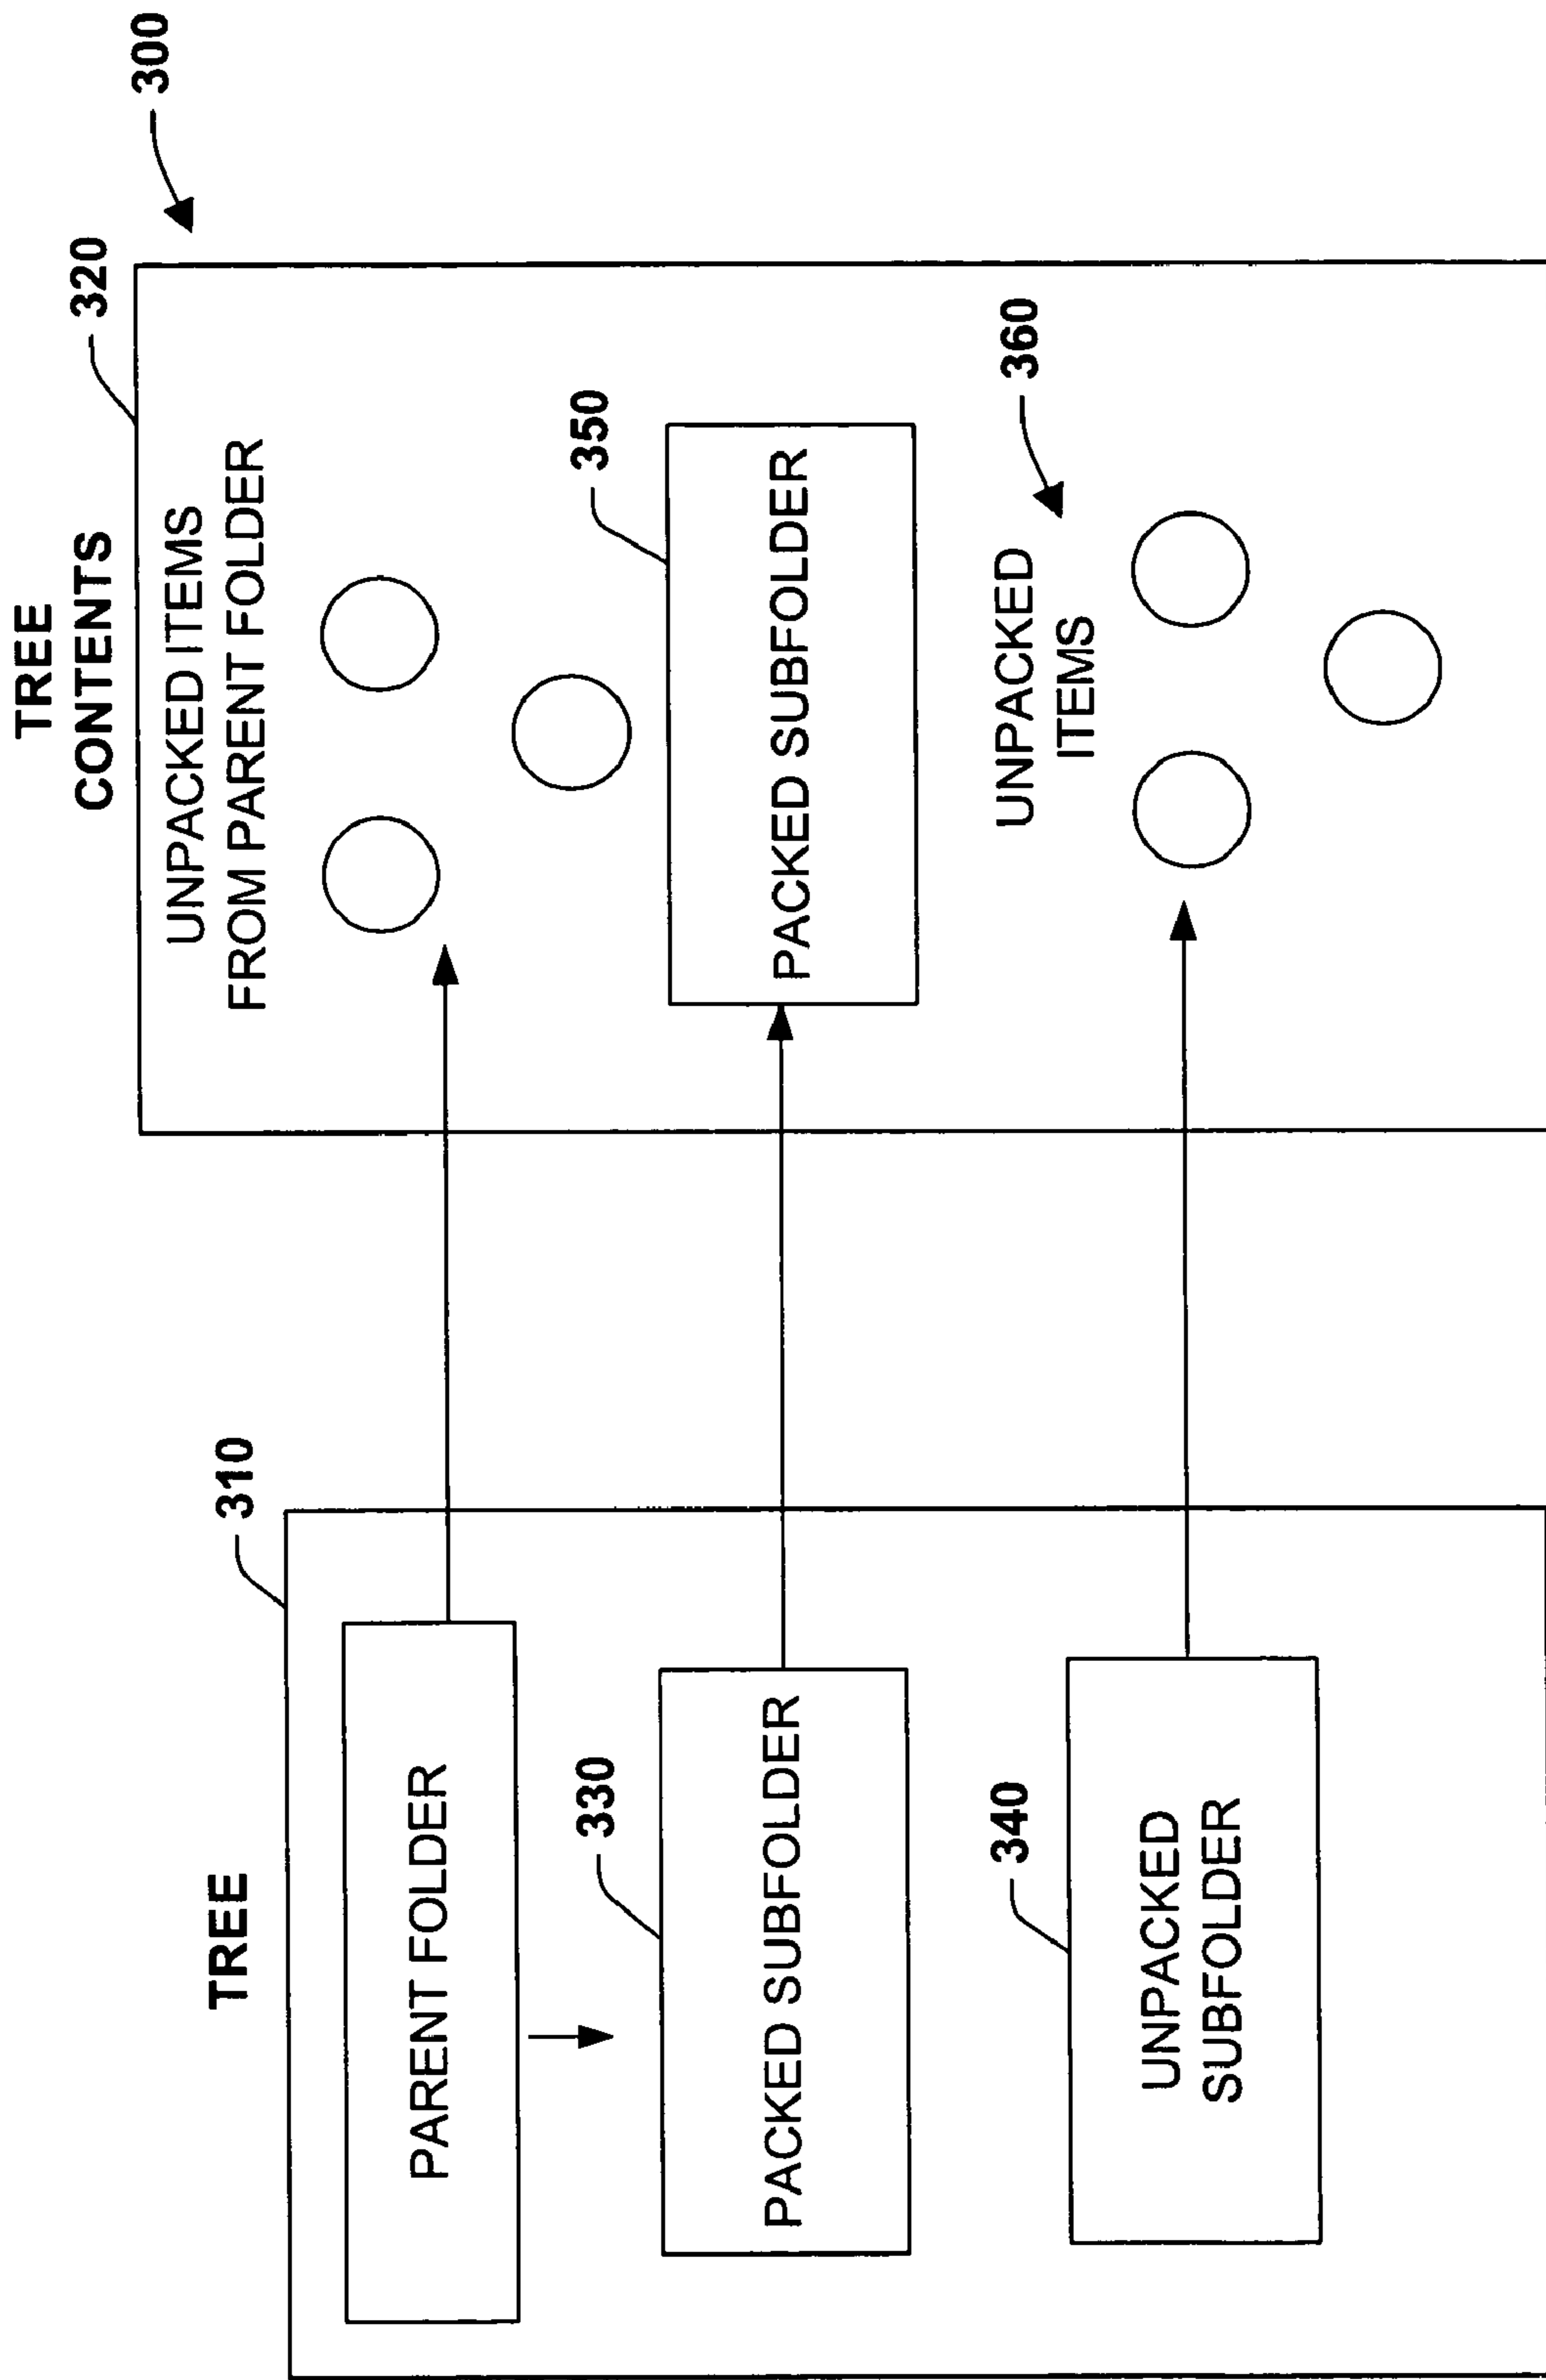 TREE
CONTENTS
320
300
UNPACKED ITEMS
FROM PARENT FOLDER
350
PACKED SUBFOLDER
UNPACKED
ITEMS
360
TREE
310
PARENT FOLDER
330
PACKED SUBFOLDER
340
UNPACKED
SUBFOLDER